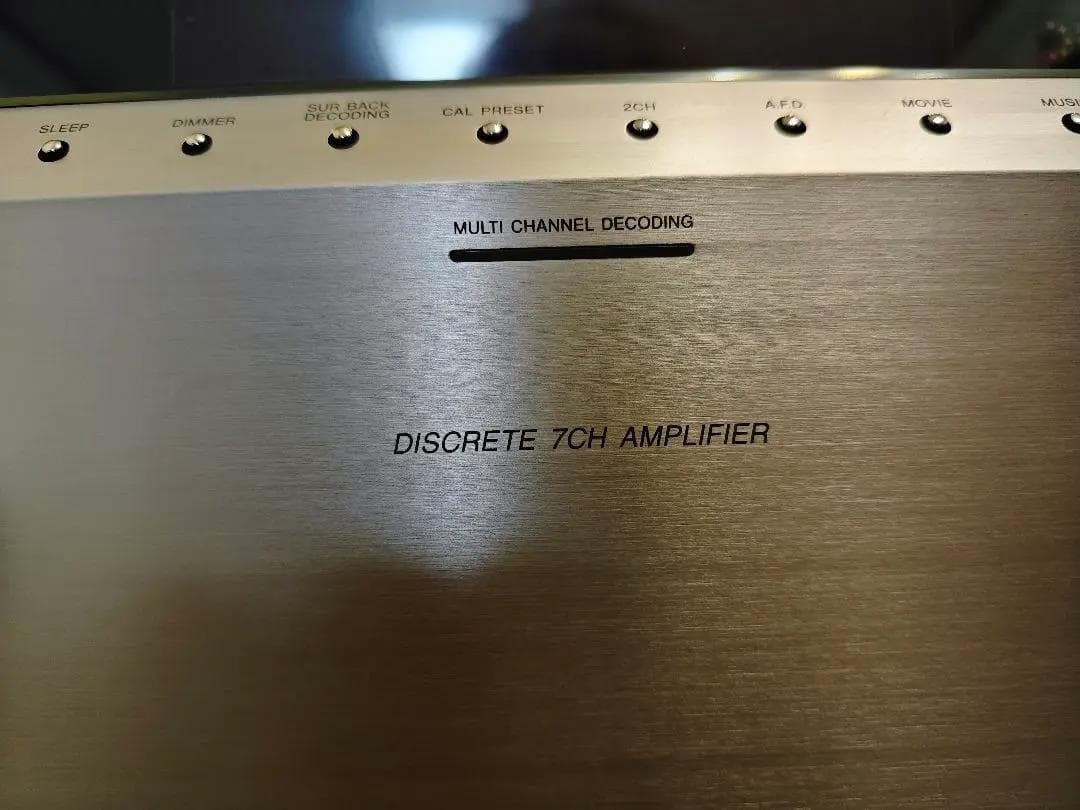 SLEEP
DIMMER
SUR BACK
DECODING
CAL PRESET
2CH
A.F.D
MOVIE
MULTI CHANNEL DECODING
DISCRETE 7CH AMPLIFIER